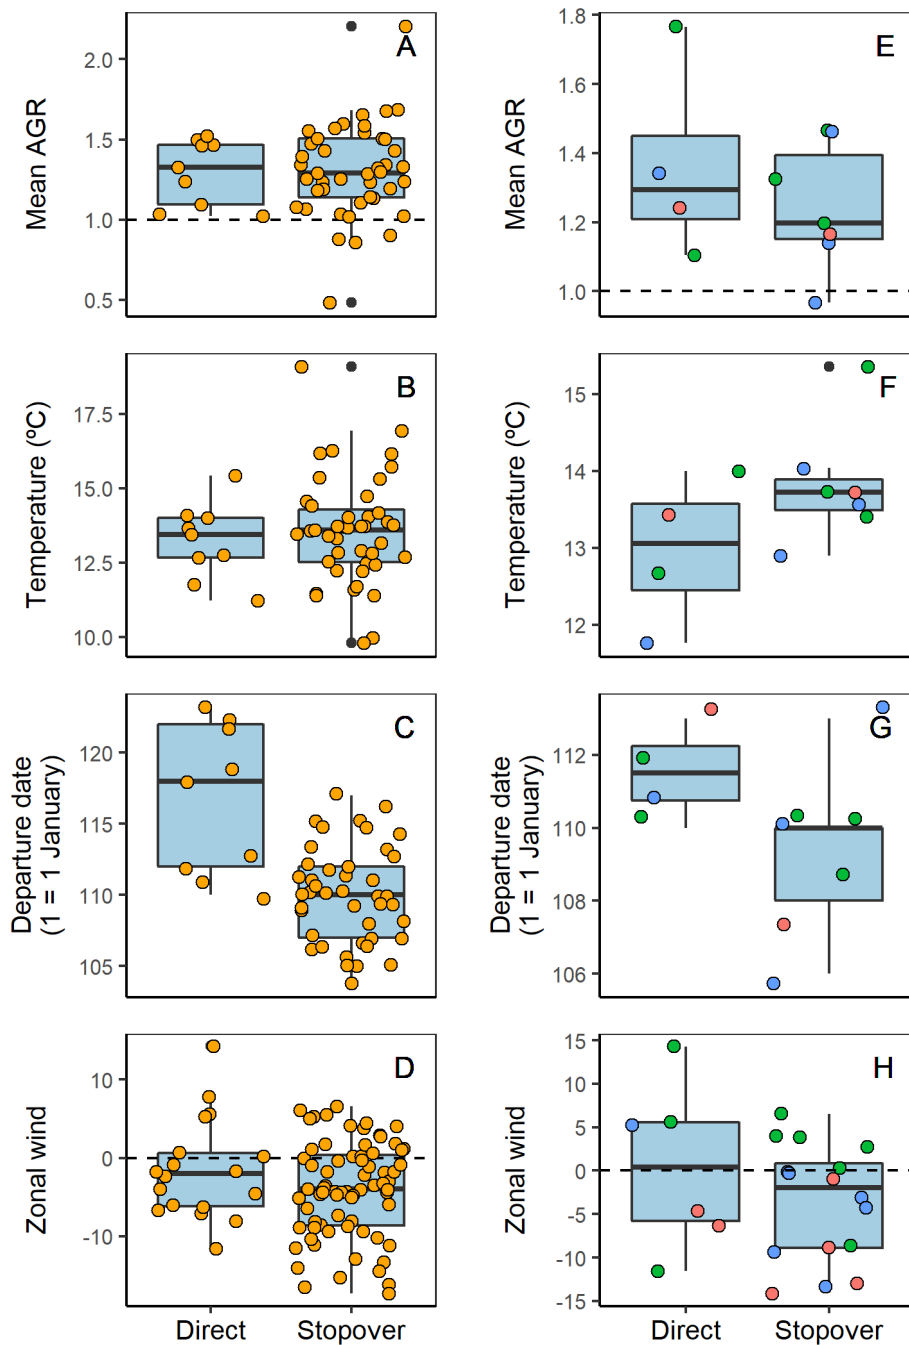 A
Mean AGR
2.0
1.5
1.0
0.5
E
Mean AGR
1.8
1.6
1.4
1.2
1.0
B
Temperature (ºC)
17.5
15.0
12.5
10.0
F
Temperature (ºC)
15
14
13
12
C
Departure date
(1 = 1 January)
120
115
110
105
G
Departure date
(1 = 1 January)
112
110
108
106
D
Zonal wind
10
0
-10
Direct
Stopover
H
Zonal wind
15
10
5
0
-5
-10
-15
Direct
Stopover